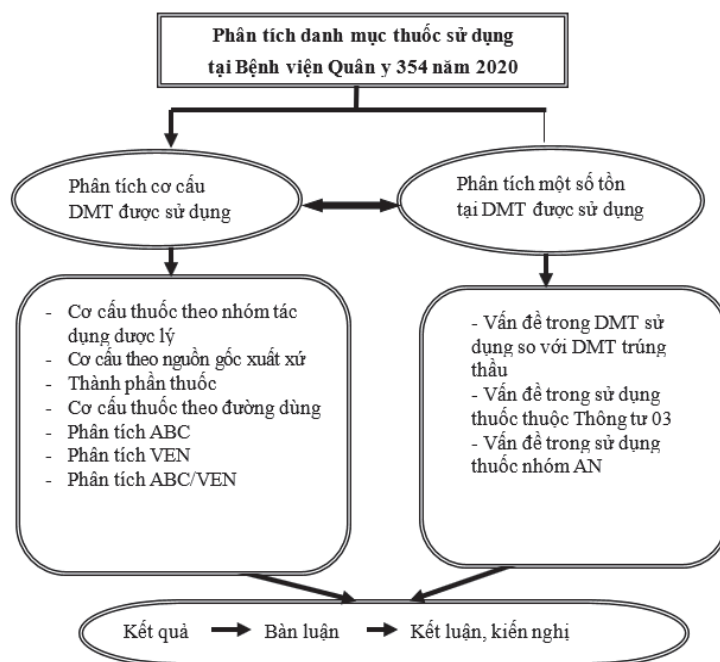 Phân tích danh mục thuốc sử dụng
tại Bệnh viện Quân y 354 năm 2020
Phân tích cơ cấu
DMT được sử dụng
Phân tích một số tồn
tại DMT được sử dụng
- Cơ cấu thuốc theo nhóm tác
dụng dược lý
- Cơ cấu theo nguồn gốc xuất xứ
- Thành phần thuốc
- Cơ cấu thuốc theo đường dùng
- Phân tích ABC
- Phân tích VEN
- Phân tích ABC/VEN
- Vấn đề trong DMT sử
dụng so với DMT trúng
thầu
- Vấn đề trong sử dụng
thuốc thuộc Thông tư 03
- Vấn đề trong sử dụng
thuốc nhóm AN
Kết quả Bàn luận Kết luận, kiến nghị